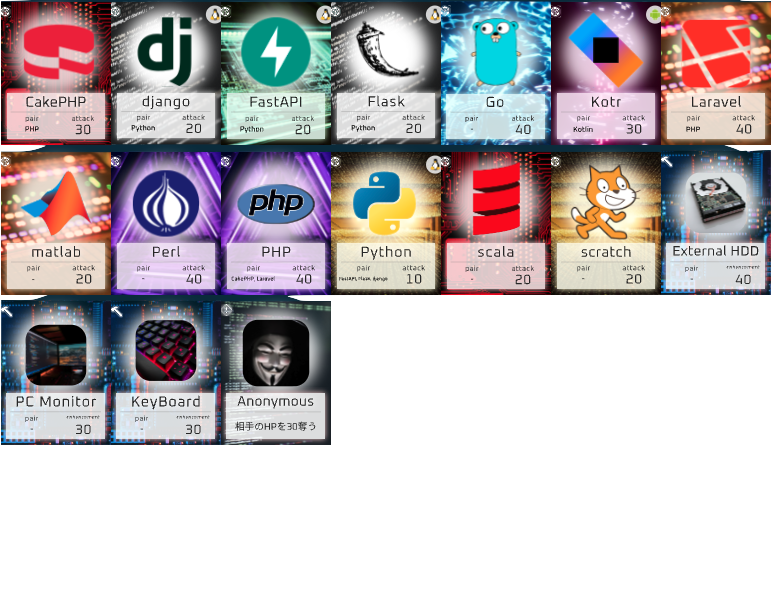 CakePHP
pair attack
PHP 30
dj
django
pair attack
Python 20
FastAPI
pair attack
Python 20
Flask
pair attack
Python 20
Go
pair attack
- 40
Kotr
pair attack
Kotlin 30
Laravel
pair attack
PHP 40
matlab
pair attack
- 20
Perl
pair attack
- 40
php
PHP
pair attack
CakePHP, Laravel 40
Python
pair attack
FastAPI, Flask, django 10
scala
pair attack
- 20
scratch
pair attack
- 20
External HDD
pair enhancement
- 40
PC Monitor
pair enhancement
- 30
KeyBoard
pair enhancement
- 30
Anonymous
相手のHPを30奪う